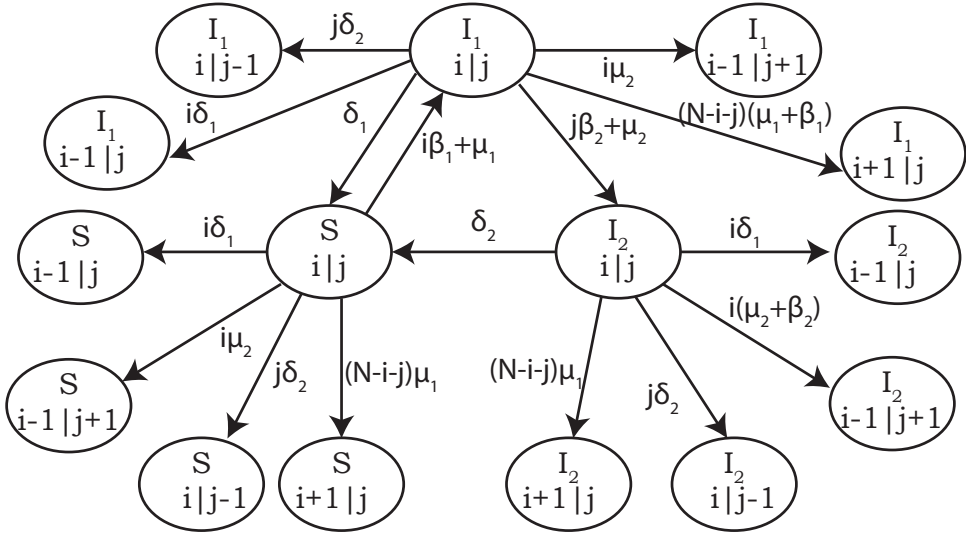 I₁
i|j-1
jδ₂
I₁
i|j
iμ₂
I₁
i-1|j+1
I₁
i-1|j
iδ₁
δ₁
iβ₁+μ₁
jβ₂+μ₂
(N-i-j)(μ₁+β₁)
I₁
i+1|j
S
i-1|j
iδ₁
S
i|j
δ₂
I₂
i|j
iδ₁
I₂
i-1|j
iμ₂
jδ₂
(N-i-j)μ₁
(N-i-j)μ₁
jδ₂
i(μ₂+β₂)
S
i-1|j+1
I₂
i-1|j+1
S
i|j-1
S
i+1|j
I₂
i+1|j
I₂
i|j-1